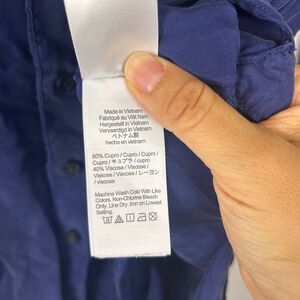 Made in Vietnam
Fabriqué au Viêt Nam
Hergestellt in Vietnam
Vervaardigd in Vietnam
ベトナム製
hecho en vietnam
60% Cupro / Cupro / Cupro
/ Cupro / キュプラ / cupro
40% Viscose / Viscose /
Viskose / Viscose / レーヨン
/ viscosa
Machine Wash Cold With Like
Colors. Non-Chlorine Bleach
Only. Line Dry. Iron on Lowest
Setting.